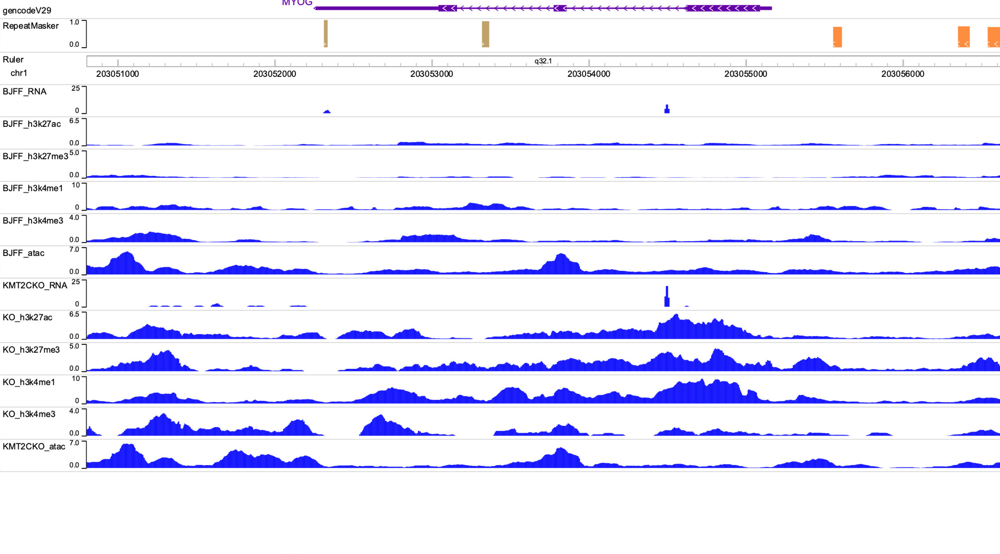 MYOG
gencodeV29
RepeatMasker
1.0
0.0
Ruler
q32.1
chr1
203051000
203052000
203053000
203054000
203055000
203056000
BJFF_RNA
25
0
BJFF_h3k27ac
6.5
0.0
BJFF_h3k27me3
5.0
0.0
BJFF_h3k4me1
10
0
BJFF_h3k4me3
4.0
0.0
BJFF_atac
7.0
0.0
KMT2CKO_RNA
25
0
KO_h3k27ac
6.5
0.0
KO_h3k27me3
5.0
0.0
KO_h3k4me1
10
0
KO_h3k4me3
4.0
0.0
KMT2CKO_atac
7.0
0.0